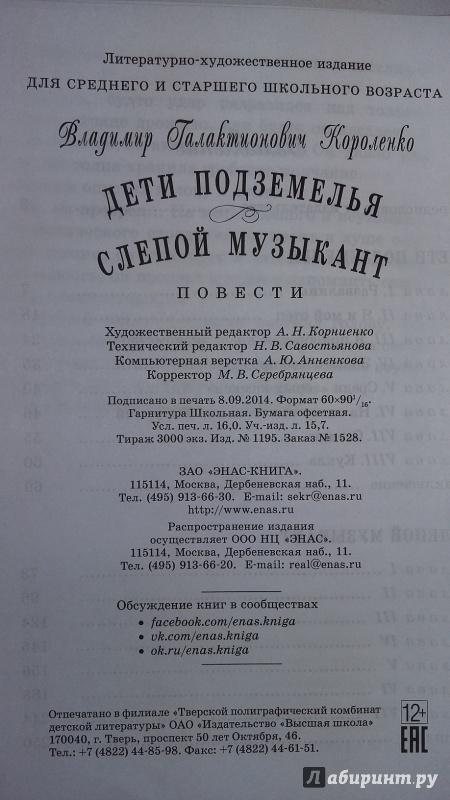 Литературно-художественное издание
ДЛЯ СРЕДНЕГО И СТАРШЕГО ШКОЛЬНОГО ВОЗРАСТА
Владимир Галактионович Короленко
ДЕТИ ПОДЗЕМЕЛЬЯ
СЛЕПОЙ МУЗЫКАНТ
ПОВЕСТИ
Художественный редактор А. Н. Корниенко
Технический редактор Н. В. Савостьянова
Компьютерная верстка А. Ю. Анненкова
Корректор М. В. Серебрянцева
Подписано в печать 8.09.2014. Формат 60×90 1/16.
Гарнитура Школьная. Бумага офсетная.
Усл. печ. л. 16,0. Уч.-изд. л. 15,7.
Тираж 3000 экз. Изд. № 1195. Заказ № 1528.
ЗАО «ЭНАС-КНИГА».
115114, Москва, Дербеневская наб., 11.
Тел. (495) 913-66-30. E-mail: sekr@enas.ru
http://www.enas.ru
Распространение издания
осуществляет ООО НЦ «ЭНАС».
115114, Москва, Дербеневская наб., 11.
Тел. (495) 913-66-20. E-mail: real@enas.ru
Обсуждение книг в сообществах
• facebook.com/enas.kniga
• vk.com/enas.kniga
• ok.ru/enas.kniga
Отпечатано в филиале «Тверской полиграфический комбинат
детской литературы» ОАО «Издательство «Высшая школа»
170040, г. Тверь, проспект 50 лет Октября, 46.
Тел.: +7 (4822) 44-85-98. Факс: +7 (4822) 44-61-51.
12+
ЕАС
Лабиринт.ру